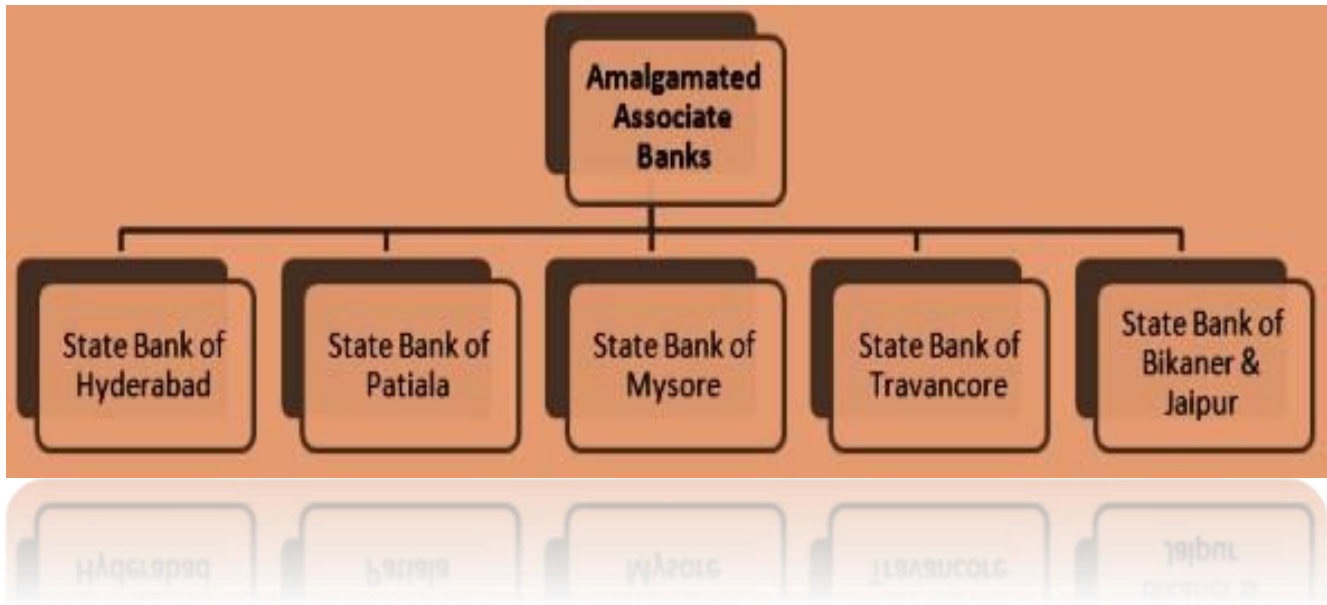 Amalgamated
Associate
Banks
State Bank of
Hyderabad
State Bank of
Patiala
State Bank of
Mysore
State Bank of
Travancore
State Bank of
Bikaner &
Jaipur